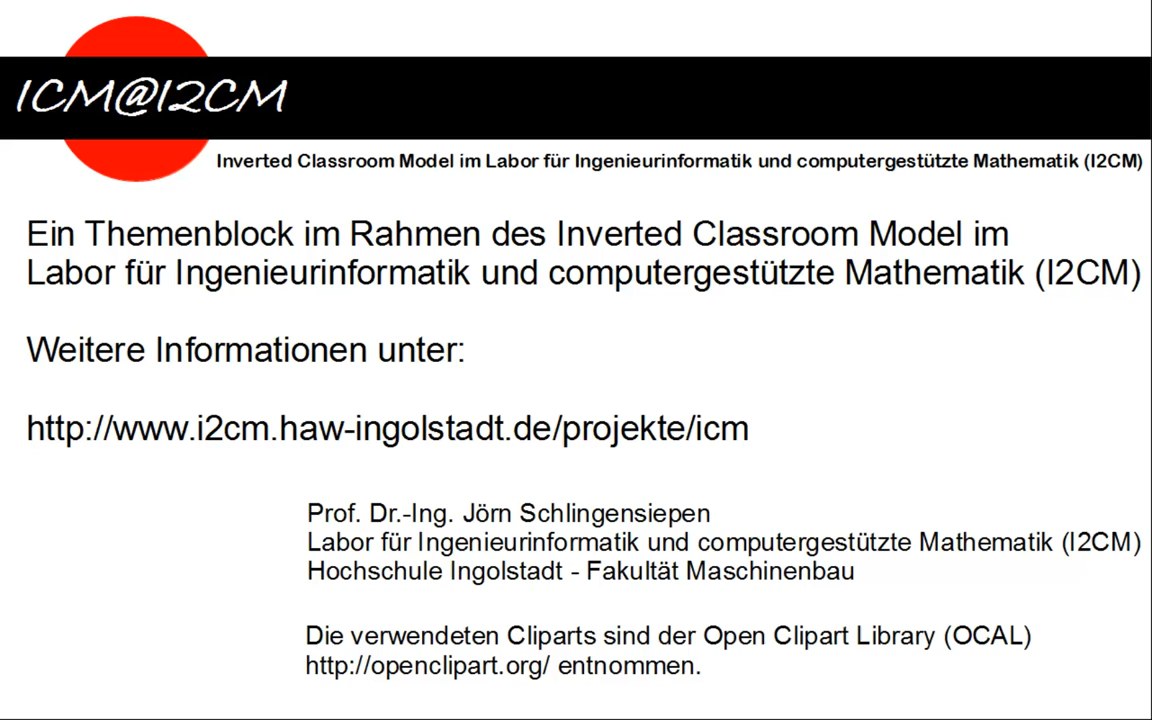 ICM@I2CM
Inverted Classroom Model im Labor für Ingenieurinformatik und computergestützte Mathematik (I2CM)
Ein Themenblock im Rahmen des Inverted Classroom Model im
Labor für Ingenieurinformatik und computergestützte Mathematik (I2CM)
Weitere Informationen unter:
http://www.i2cm.haw-ingolstadt.de/projekte/icm
Prof. Dr.-Ing. Jörn Schlingensiepen
Labor für Ingenieurinformatik und computergestützte Mathematik (I2CM)
Hochschule Ingolstadt - Fakultät Maschinenbau
Die verwendeten Cliparts sind der Open Clipart Library (OCAL)
http://openclipart.org/ entnommen.